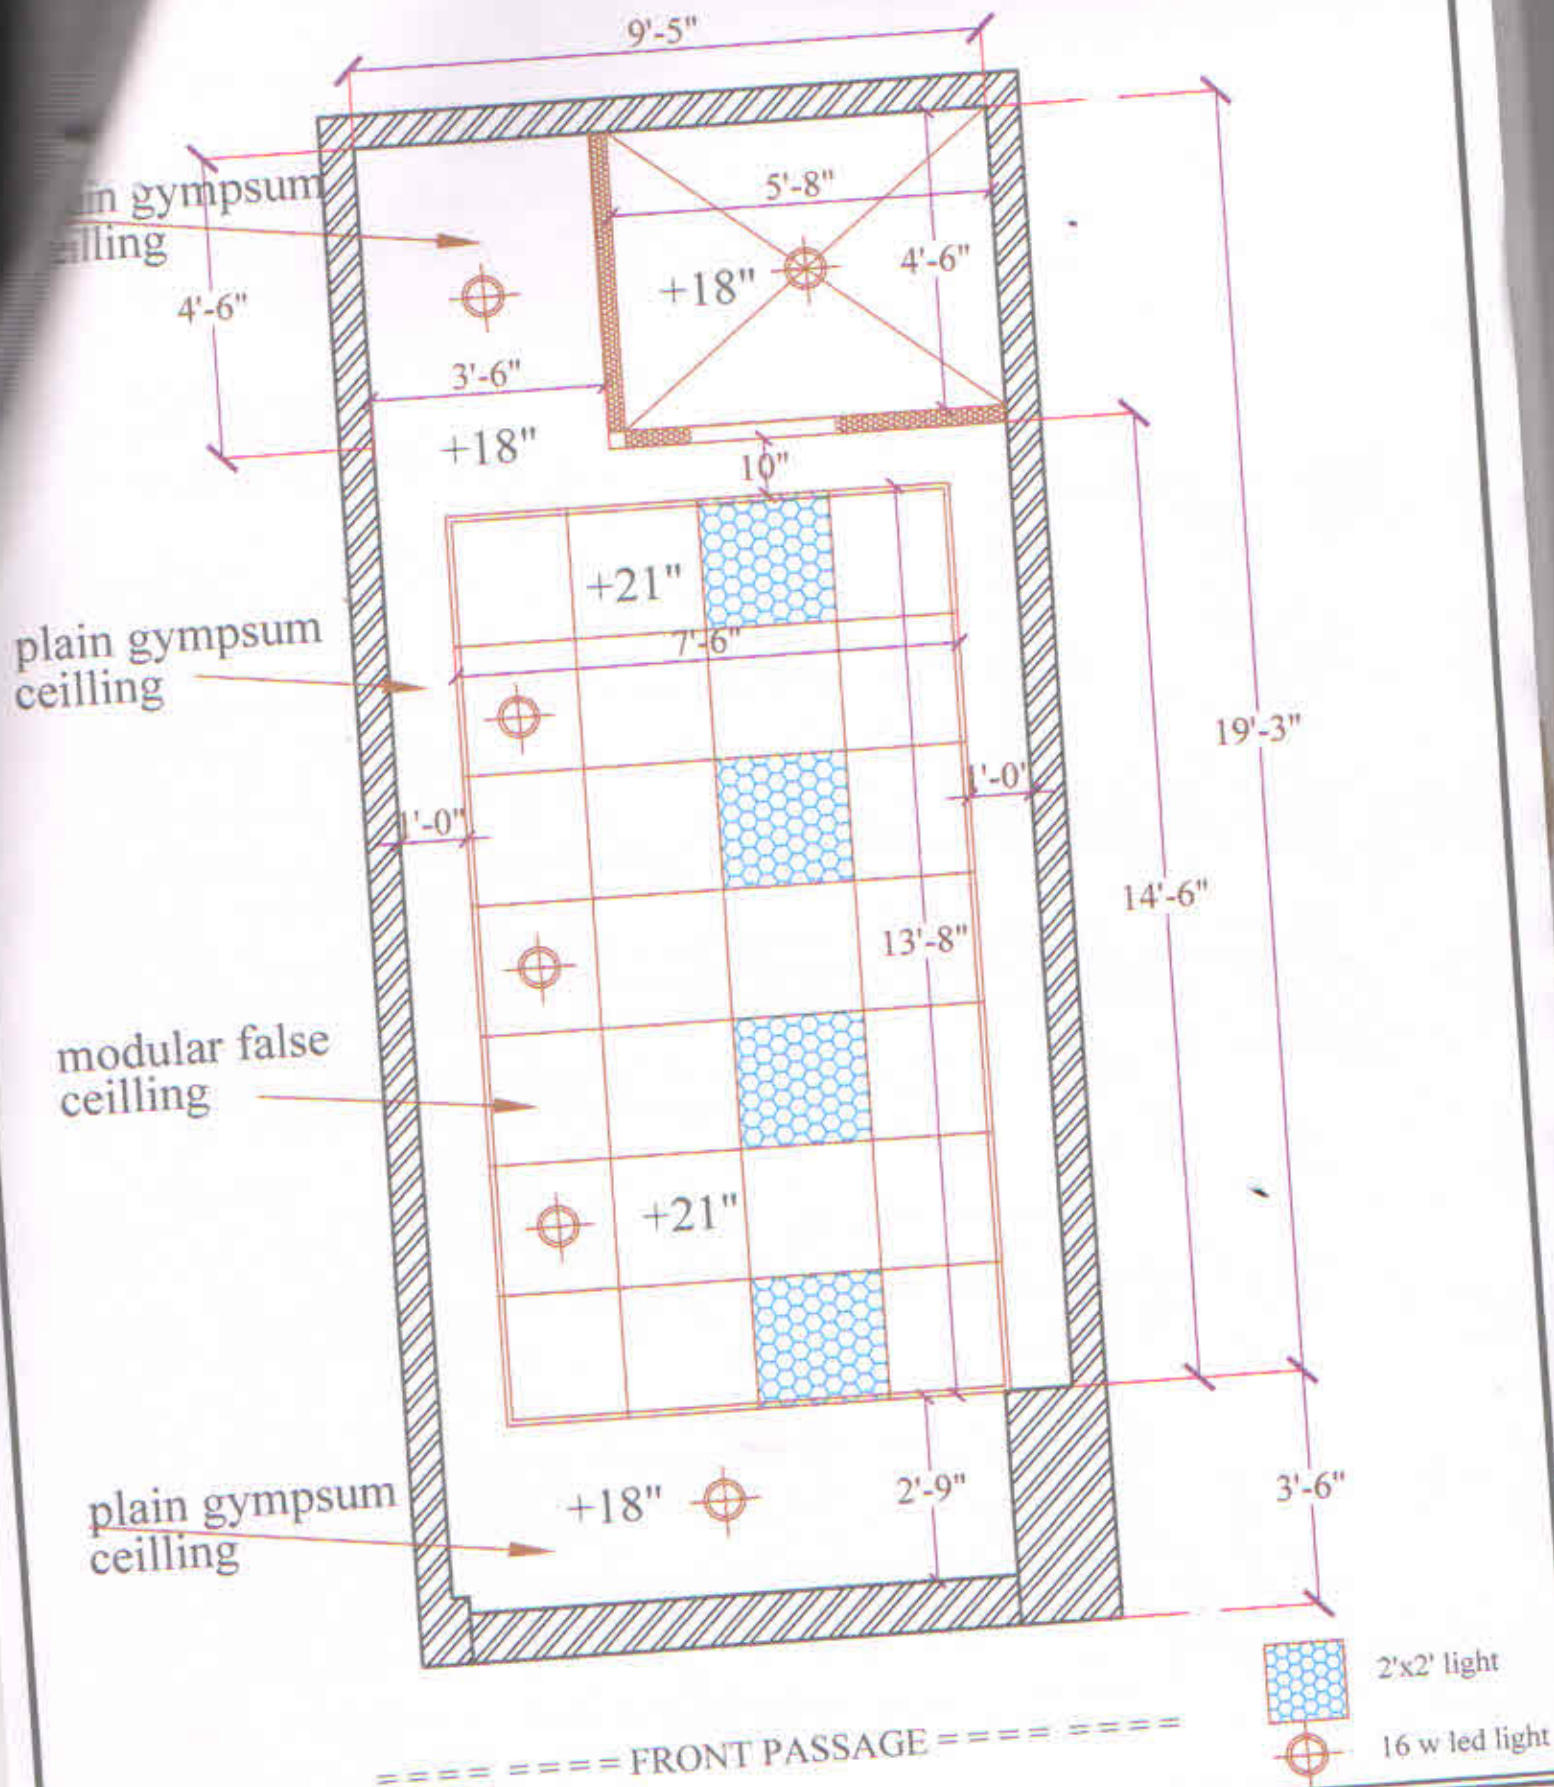 9'-5"
gympsum
5'-8"
4'-6"
+18"
4'-6"
3'-6"
+18"
10"
+21"
plain gympsum
ceilling
7'-6"
19'-3"
1'-0"
1'-0"
14'-6"
13'-8"
modular false
ceilling
+21"
plain gympsum
ceilling
+18"
2'-9"
3'-6"
2'x2' light
==== ==== FRONT PASSAGE ==== ====
16 w led light